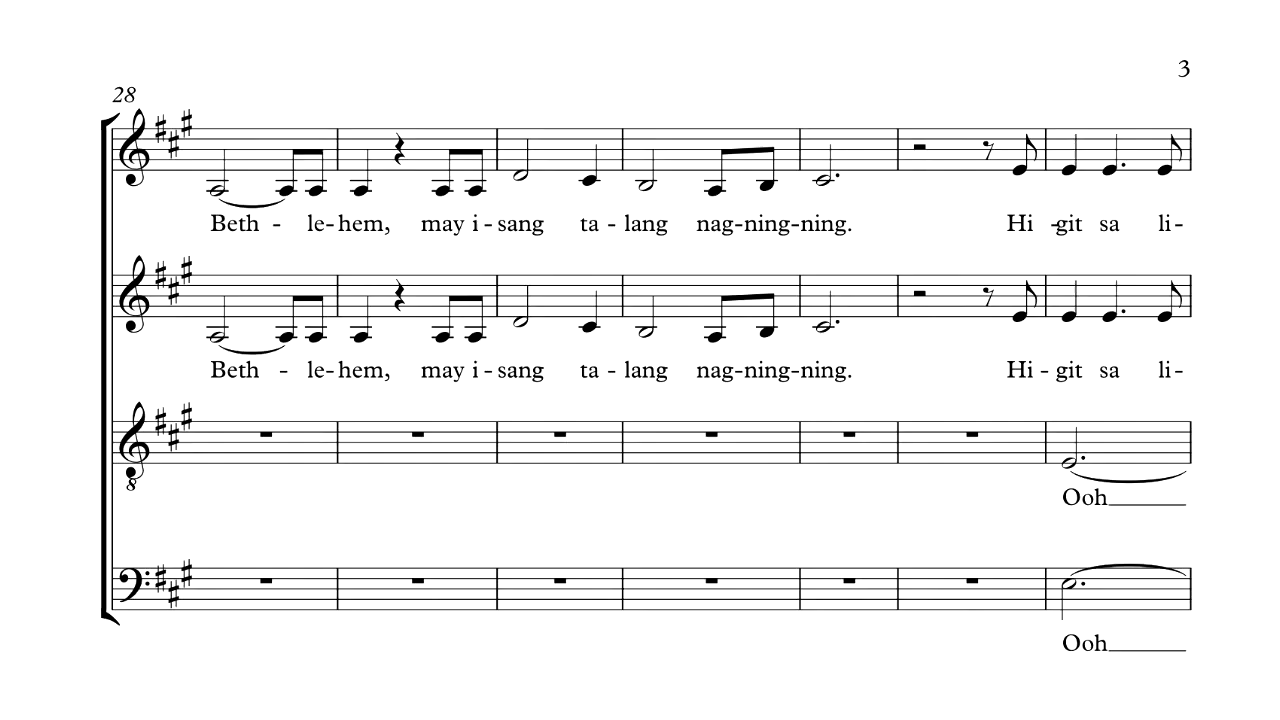 3
28
Beth - le-hem, may i-sang ta - lang nag-ning-ning. Hi -git sa li-
Beth - le-hem, may i-sang ta - lang nag-ning-ning. Hi - git sa li-
8
Ooh
Ooh